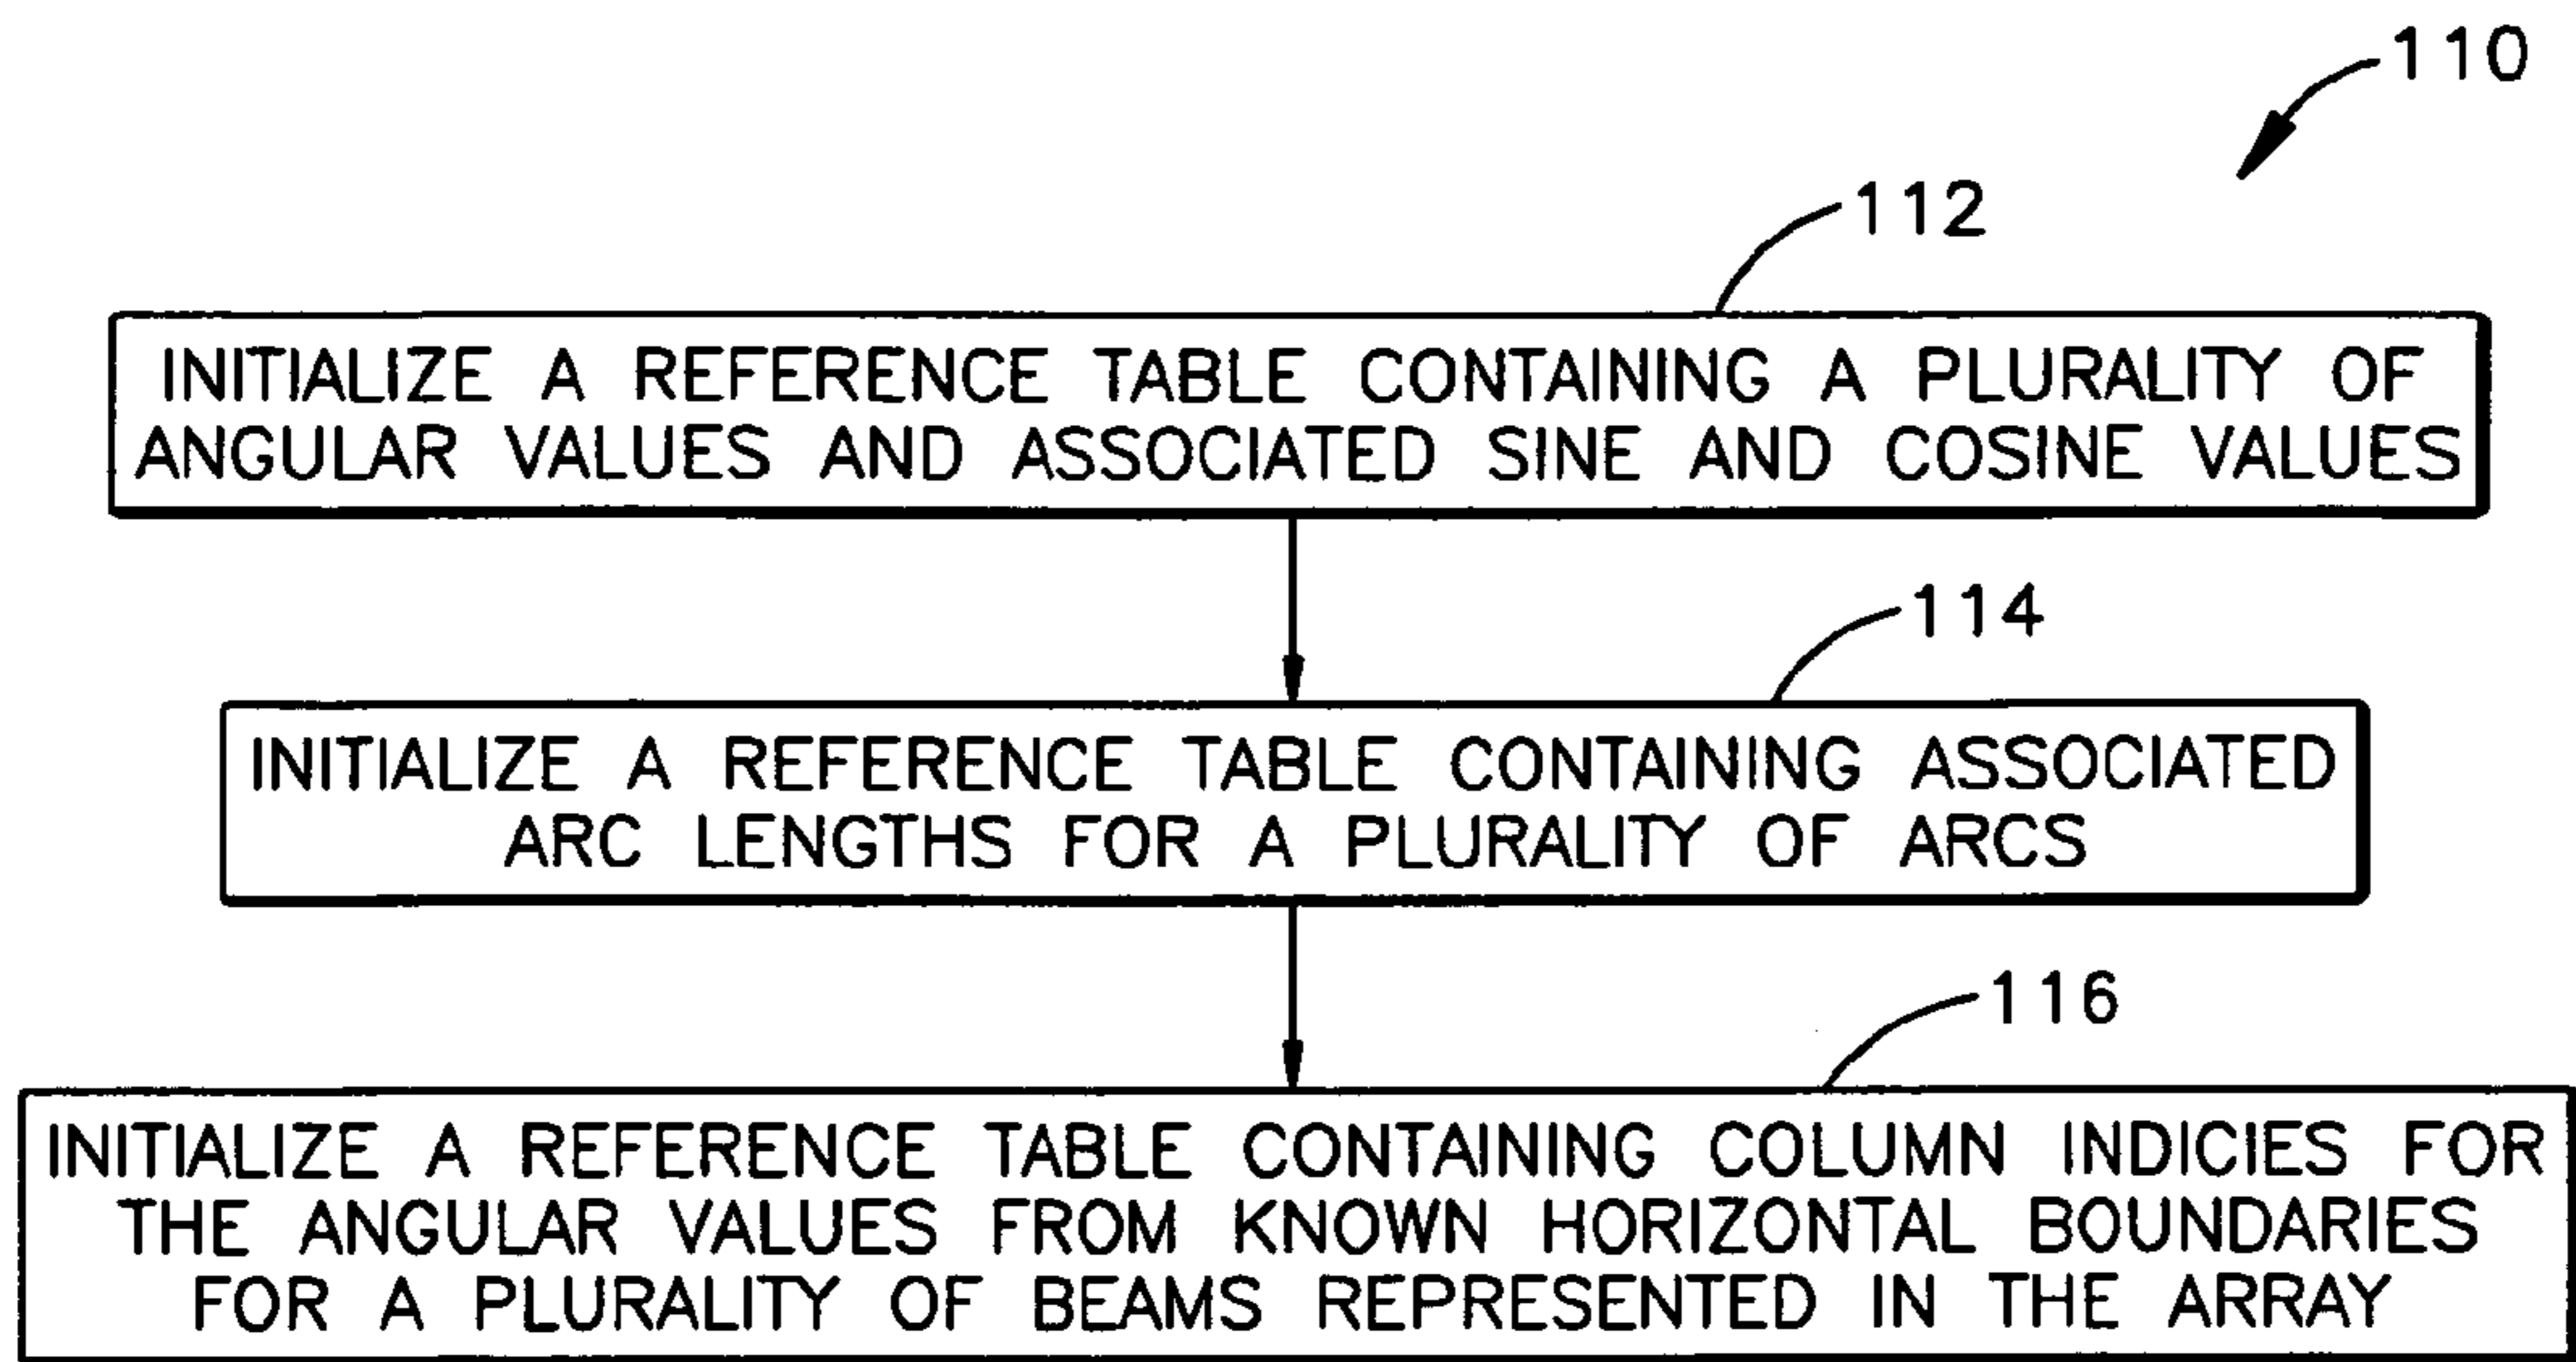 110
112
INITIALIZE A REFERENCE TABLE CONTAINING A PLURALITY OF
ANGULAR VALUES AND ASSOCIATED SINE AND COSINE VALUES
114
INITIALIZE A REFERENCE TABLE CONTAINING ASSOCIATED
ARC LENGTHS FOR A PLURALITY OF ARCS
116
INITIALIZE A REFERENCE TABLE CONTAINING COLUMN INDICIES FOR
THE ANGULAR VALUES FROM KNOWN HORIZONTAL BOUNDARIES
FOR A PLURALITY OF BEAMS REPRESENTED IN THE ARRAY